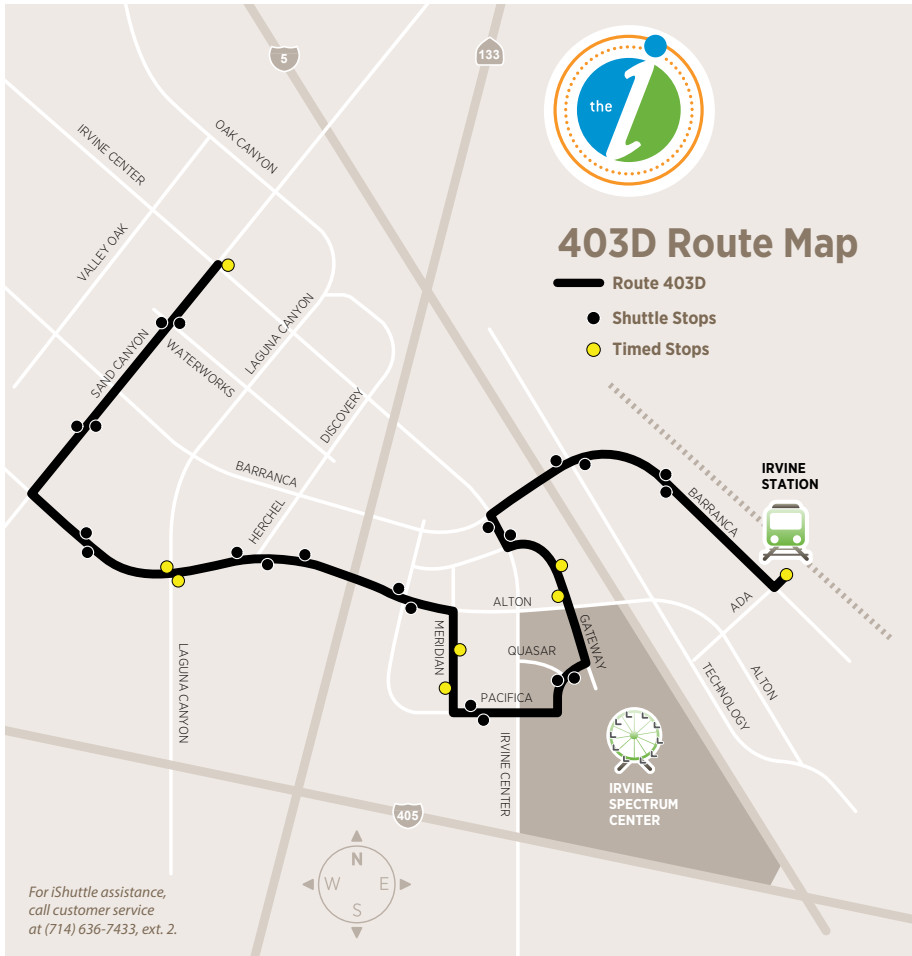 5
133
the i
OAK CANYON
IRVINE CENTER
VALLEY OAK
403D Route Map
Route 403D
Shuttle Stops
Timed Stops
LAGUNA CANYON
SAND CANYON
WATERWORKS
DISCOVERY
BARRANCA
HERCHEL
IRVINE
STATION
BARRANCA
ALTON
ADA
MERIDIAN
QUASAR
GATEWAY
LAGUNA CANYON
PACIFICA
TECHNOLOGY
ALTON
IRVINE CENTER
IRVINE
SPECTRUM
CENTER
405
N
W E
S
For iShuttle assistance,
call customer service
at (714) 636-7433, ext. 2.